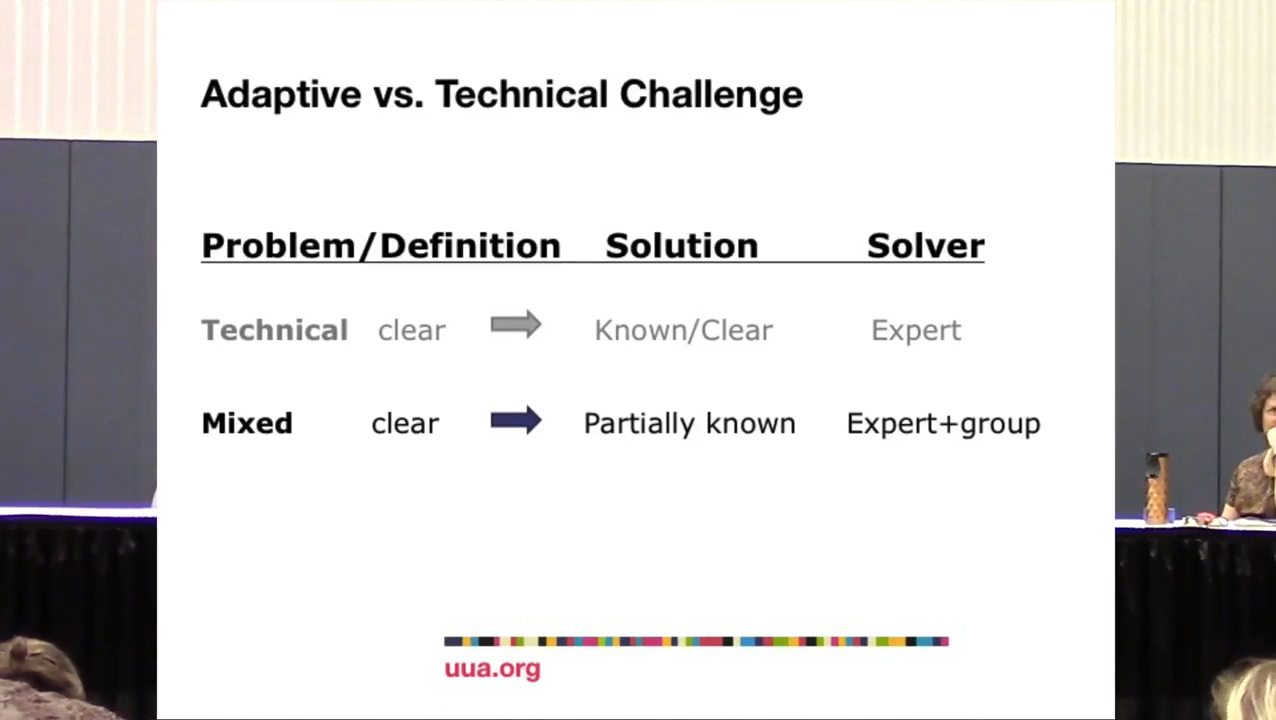 Adaptive vs. Technical Challenge
Problem/Definition Solution Solver
Technical clear Known/Clear Expert
Mixed clear Partially known Expert+group
uua.org